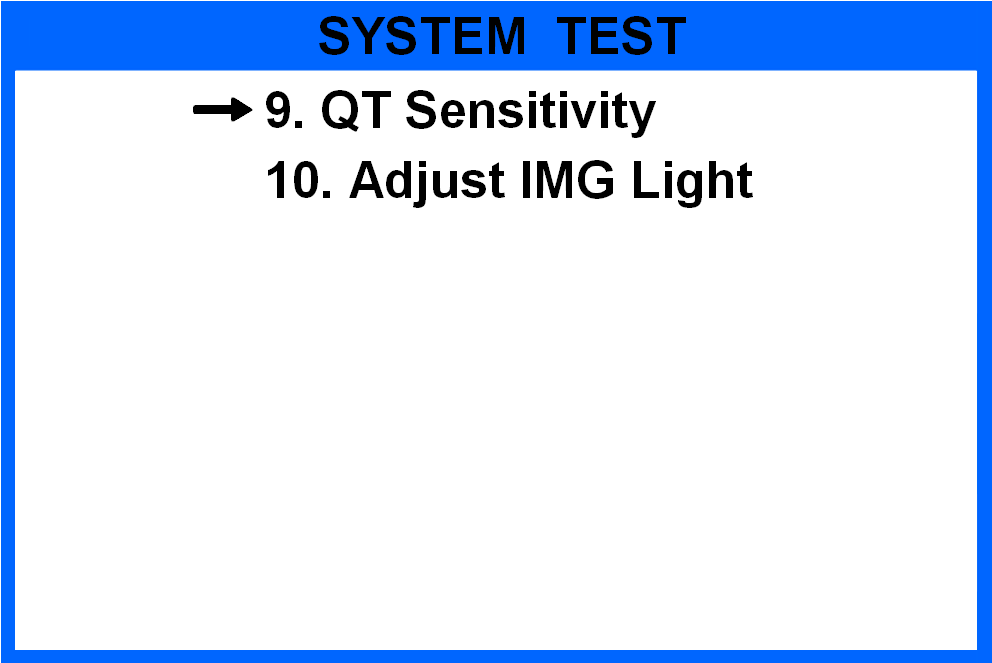 SYSTEM TEST
9. QT Sensitivity
10. Adjust IMG Light